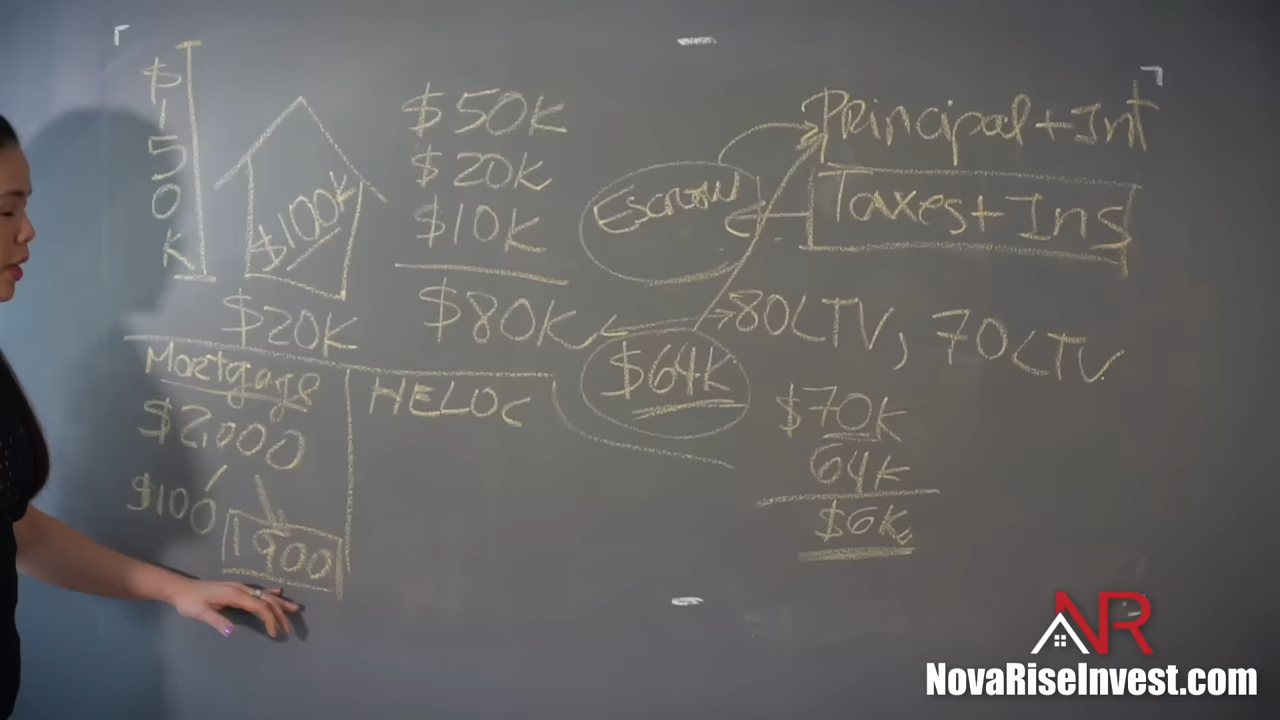 $150K
$100K
$20K
$50K
$20K
$10K
$80K
Escrow
Principal + Int
Taxes + Ins
80LTV, 70LTV
$64K
$70K
64K
$6K
Mortgage
$2,000
$100
1900
HELOC
NR
NovaRiseInvest.com